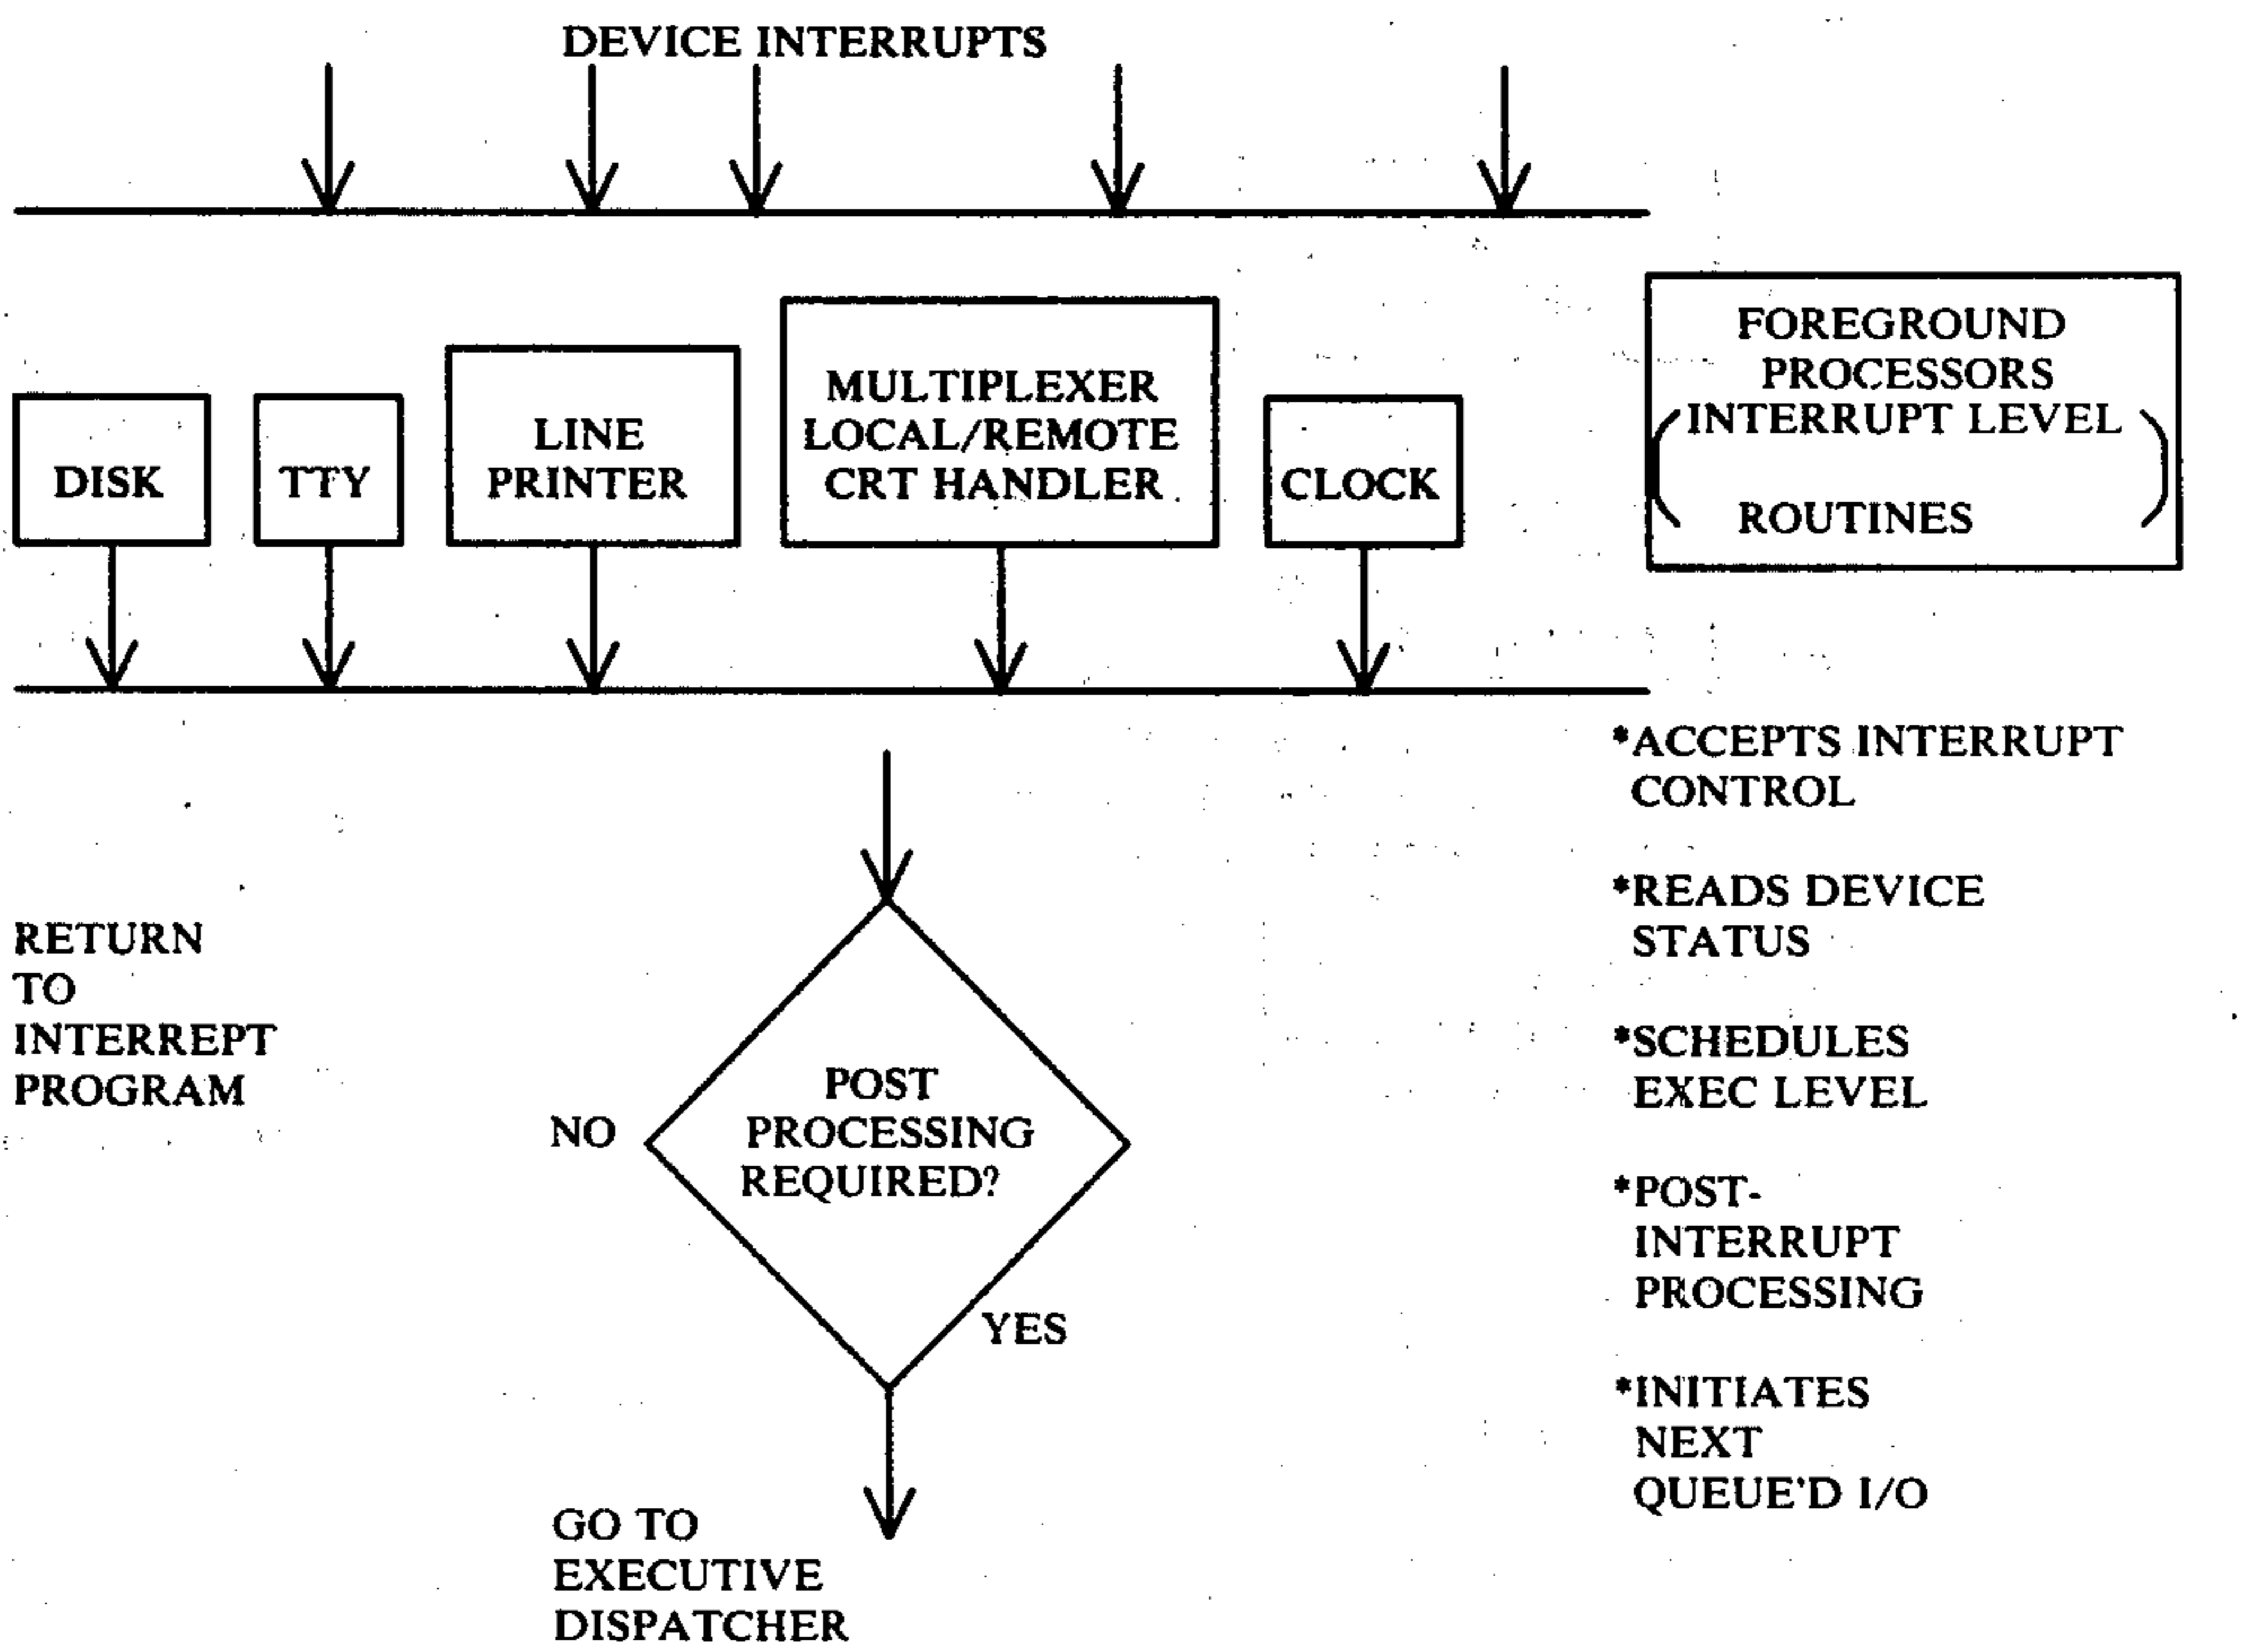 DEVICE INTERRUPTS
DISK
TTY
LINE
PRINTER
MULTIPLEXER
LOCAL/REMOTE
CRT HANDLER
CLOCK
FOREGROUND
PROCESSORS
(INTERRUPT LEVEL
ROUTINES)
*ACCEPTS INTERRUPT
CONTROL
*READS DEVICE
STATUS
*SCHEDULES
EXEC LEVEL
*POST-
INTERRUPT
PROCESSING
*INITIATES
NEXT
QUEUE'D I/O
RETURN
TO
INTERREPT
PROGRAM
NO
POST
PROCESSING
REQUIRED?
YES
GO TO
EXECUTIVE
DISPATCHER